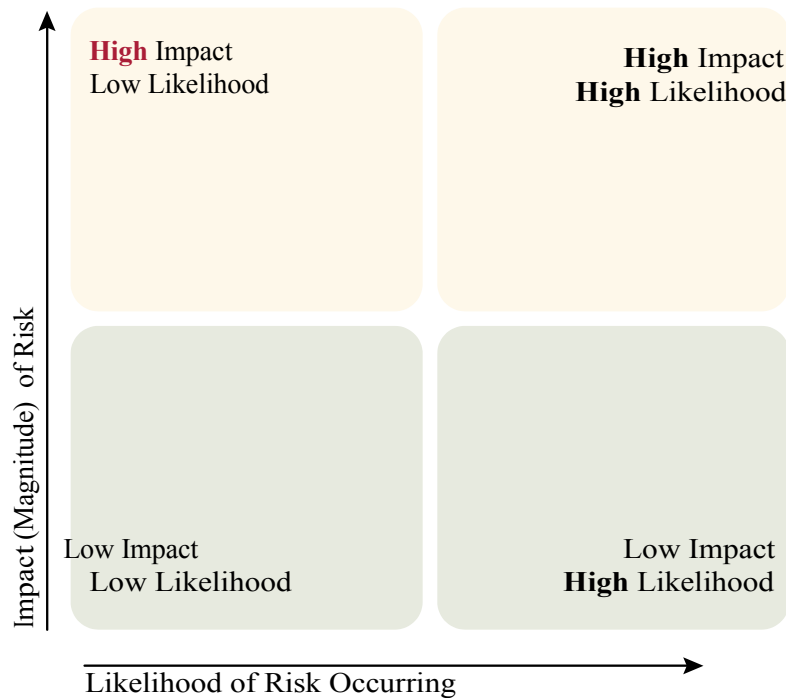 High Impact
Low Likelihood
High Impact
High Likelihood
Impact (Magnitude) of Risk
Low Impact
Low Likelihood
Low Impact
High Likelihood
Likelihood of Risk Occurring